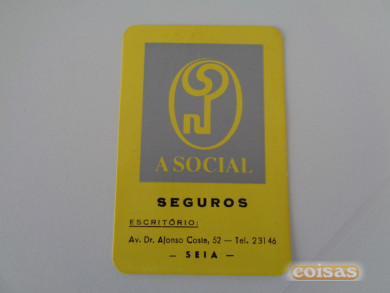 A SOCIAL
SEGUROS
ESCRITÓRIO:
Av. Dr. Afonso Costa, 52 — Tel. 23146
— SEIA —
coisas